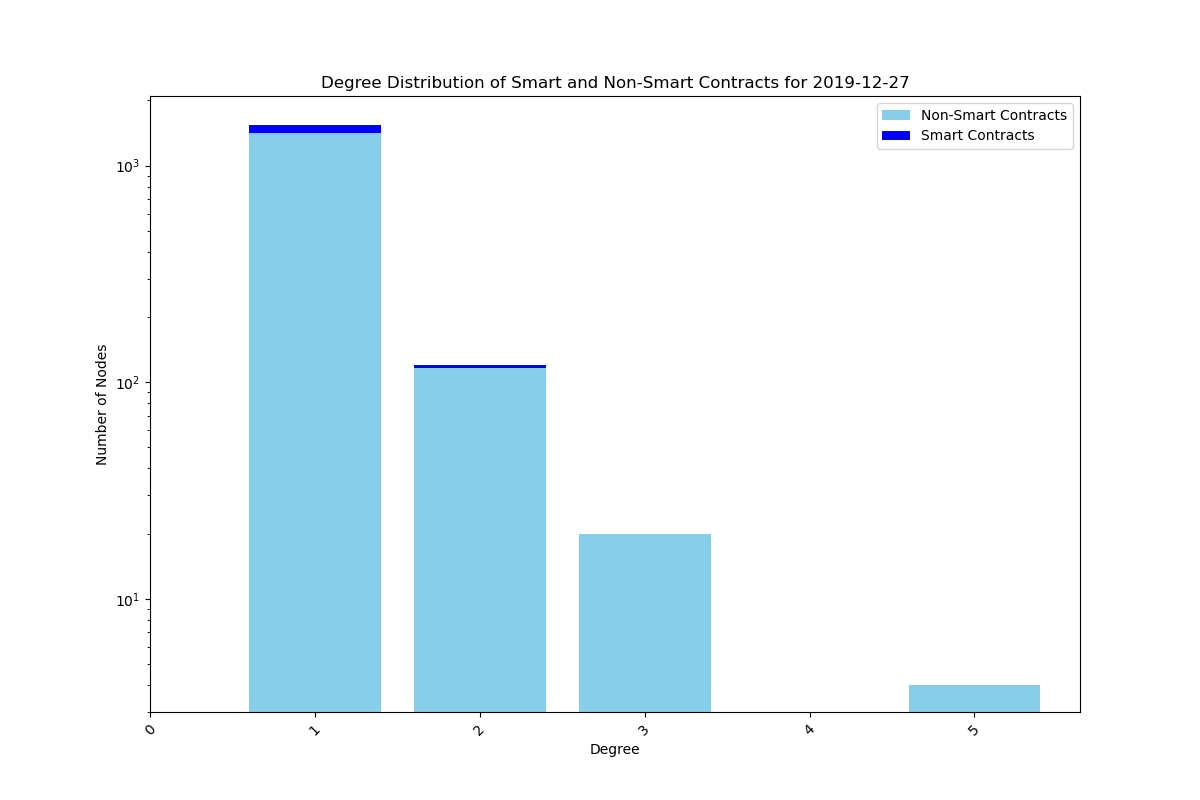 Degree Distribution of Smart and Non-Smart Contracts for 2019-12-27
Non-Smart Contracts
Smart Contracts
Number of Nodes
10³
10²
10¹
0 1 2 3 4 5
Degree